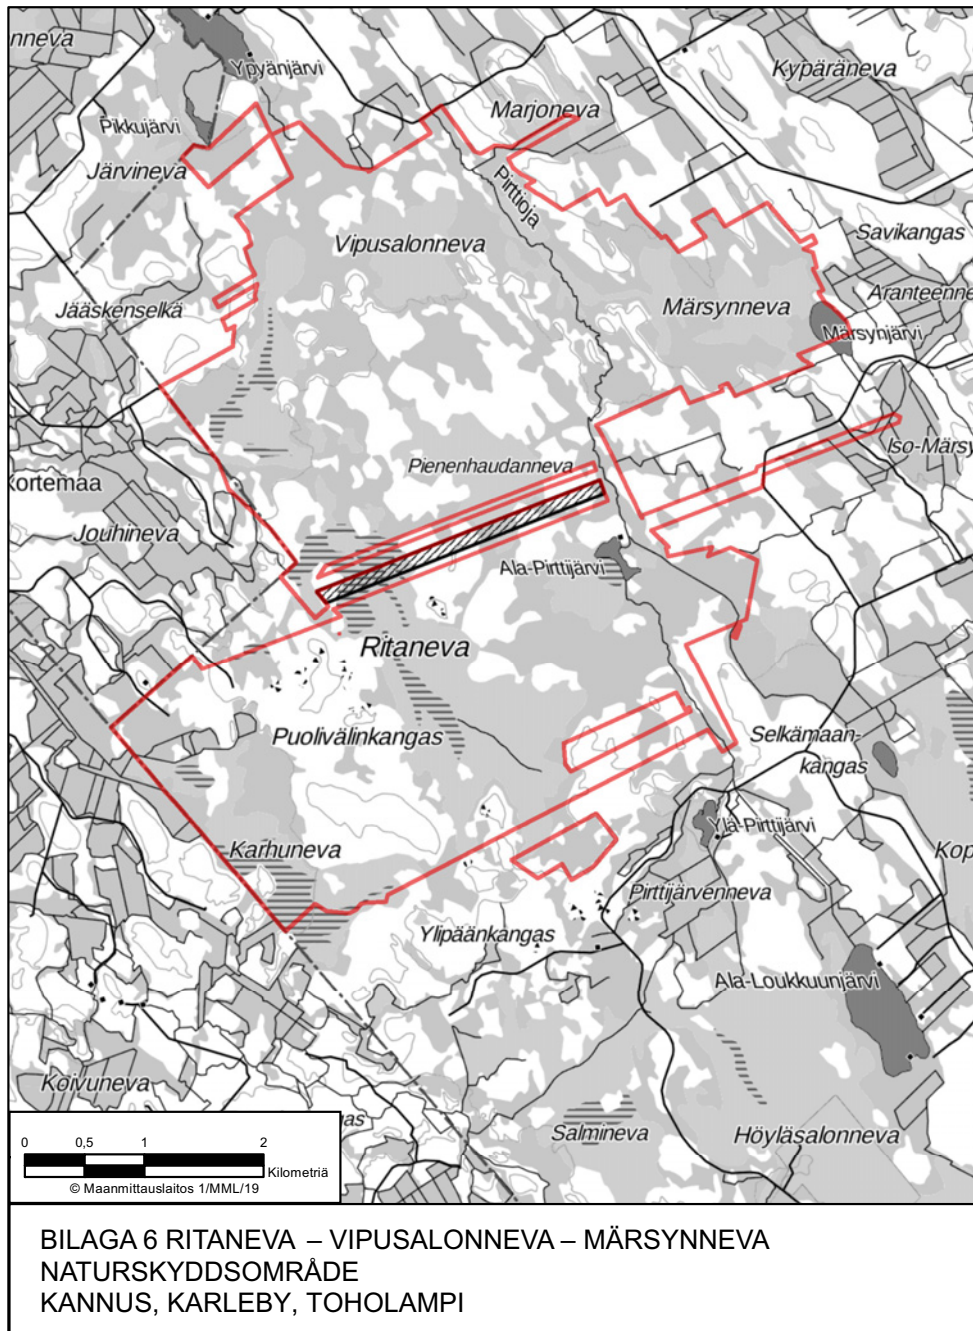 nneva
Ypyänjärvi
Kypäräneva
Marjoneva
Pikkujärvi
Järvineva
Pirttioja
Vipusalonneva
Savikangas
Aranteenne
Jääskenselkä
Märsynneva
Märsynjärvi
Iso-Märsy
Pienenhaudanneva
Kortemaa
Jouhineva
Ala-Pirttijärvi
Ritaneva
Puolivälinkangas
Selkämaan-
kangas
Ylä-Pirttijärvi
Karhuneva
Kop
Pirttijärvenneva
Ylipäänkangas
Ala-Loukkuunjärvi
Koivuneva
gas
Salmineva
Höyläsalonneva
0 0,5 1 2
Kilometriä
© Maanmittauslaitos 1/MML/19
BILAGA 6 RITANEVA – VIPUSALONNEVA – MÄRSYNNEVA
NATURSKYDDSOMRÅDE
KANNUS, KARLEBY, TOHOLAMPI